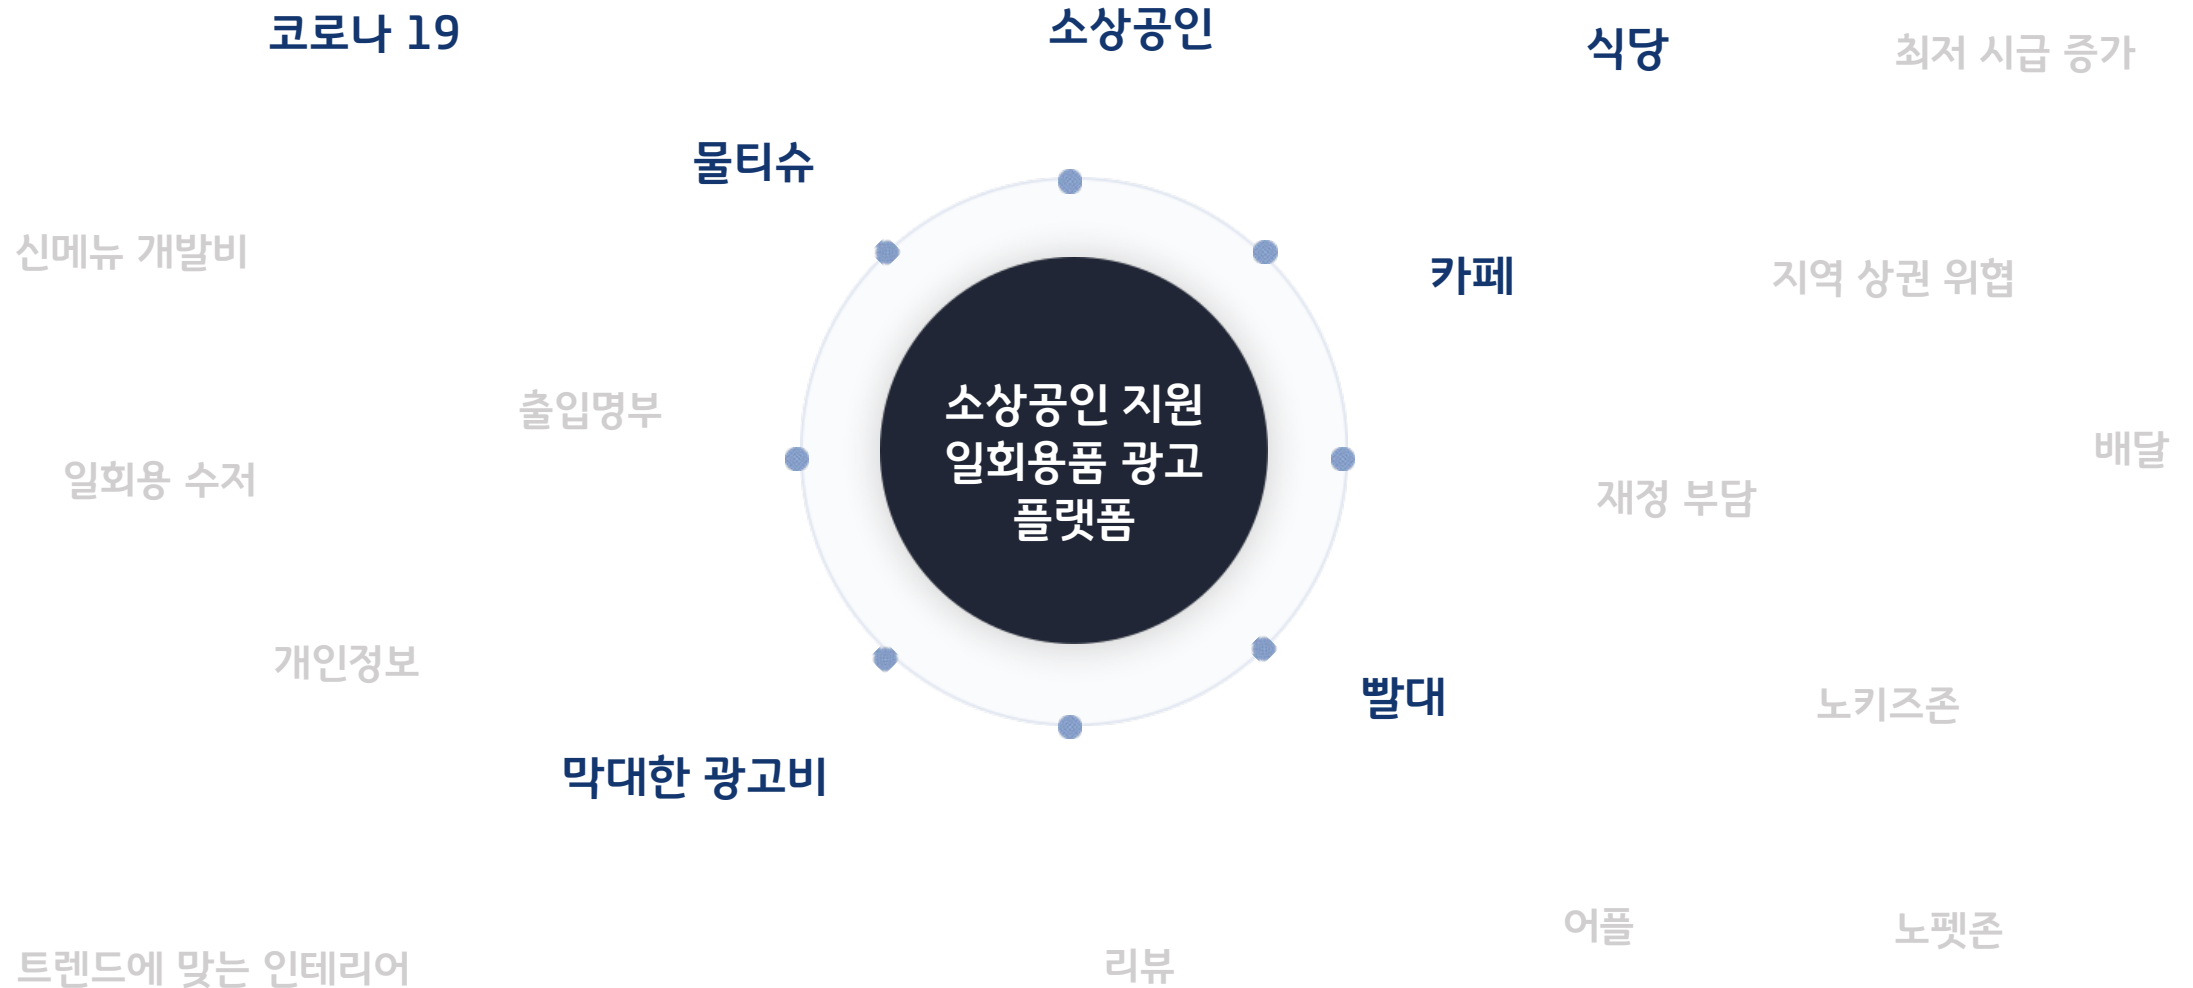 코로나 19
소상공인
식당
최저 시급 증가
물티슈
신메뉴 개발비
카페
지역 상권 위협
출입명부
소상공인 지원
일회용품 광고
플랫폼
배달
일회용 수저
재정 부담
개인정보
빨대
노키즈존
막대한 광고비
어플
노펫존
트렌드에 맞는 인테리어
리뷰